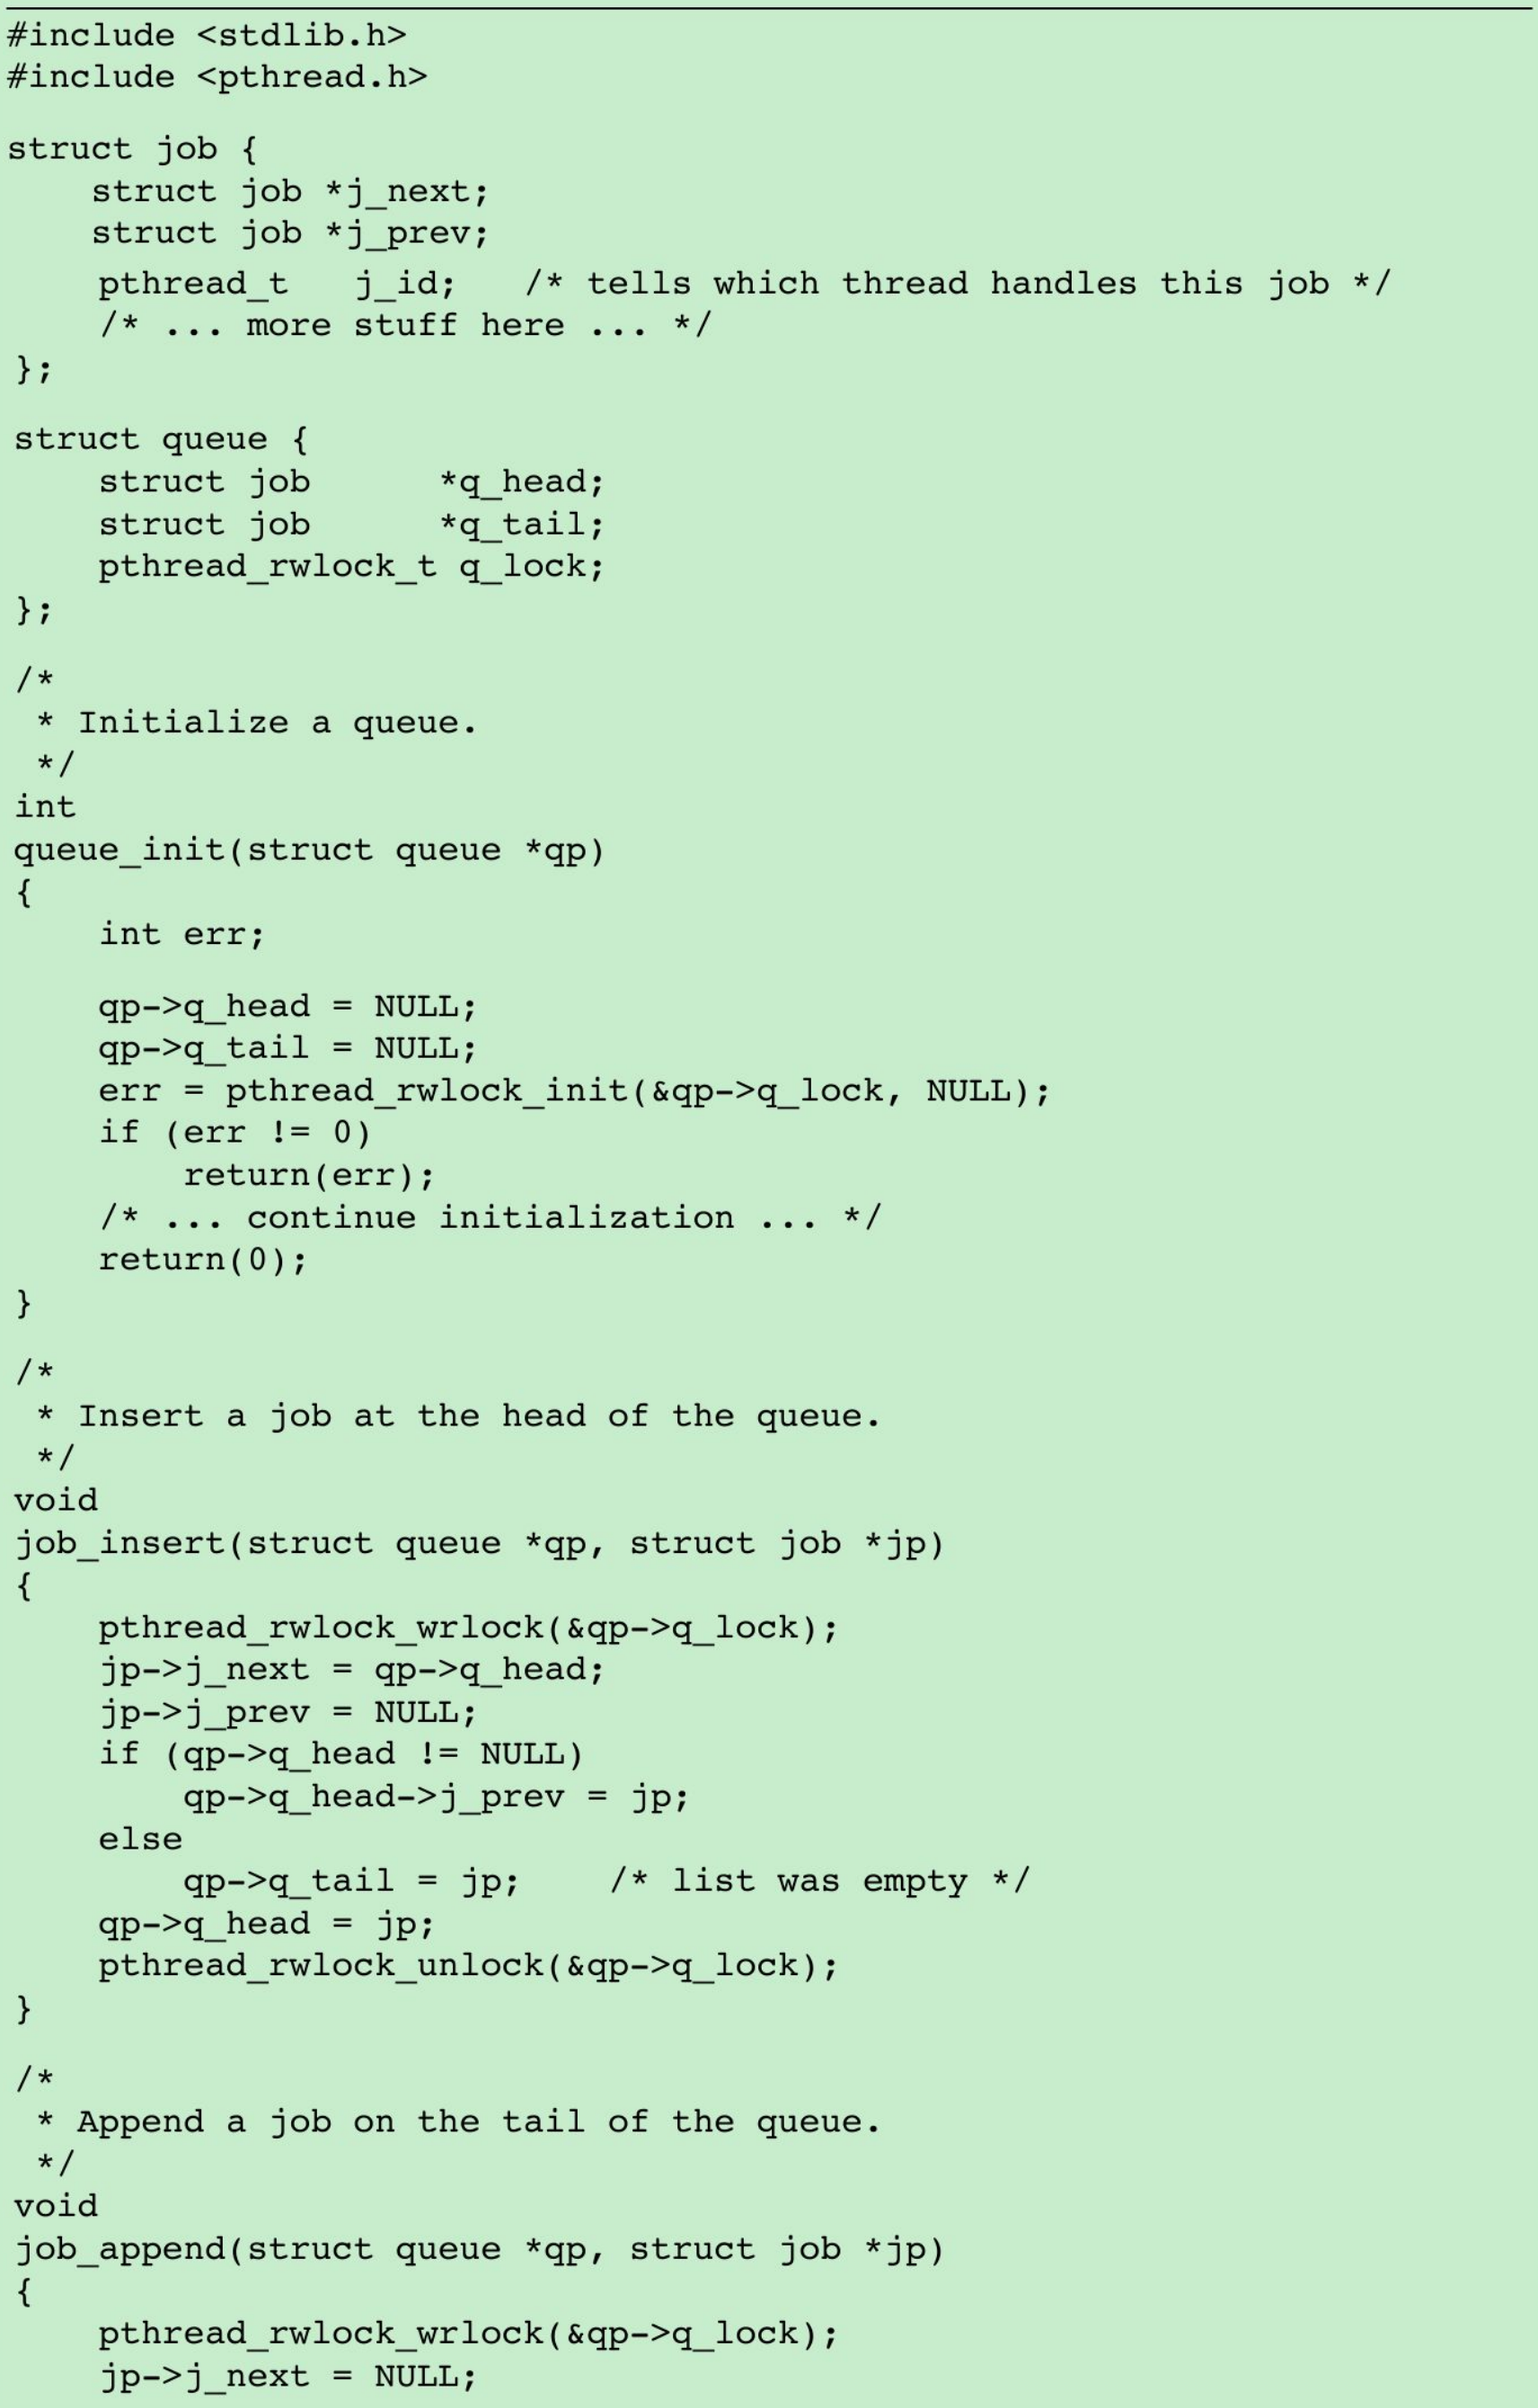 #include <stdlib.h>
#include <pthread.h>

struct job {
    struct job *j_next;
    struct job *j_prev;
    pthread_t   j_id;   /* tells which thread handles this job */
    /* ... more stuff here ... */
};

struct queue {
    struct job      *q_head;
    struct job      *q_tail;
    pthread_rwlock_t q_lock;
};

/*
 * Initialize a queue.
 */
int
queue_init(struct queue *qp)
{
    int err;

    qp->q_head = NULL;
    qp->q_tail = NULL;
    err = pthread_rwlock_init(&qp->q_lock, NULL);
    if (err != 0)
        return(err);
    /* ... continue initialization ... */
    return(0);
}

/*
 * Insert a job at the head of the queue.
 */
void
job_insert(struct queue *qp, struct job *jp)
{
    pthread_rwlock_wrlock(&qp->q_lock);
    jp->j_next = qp->q_head;
    jp->j_prev = NULL;
    if (qp->q_head != NULL)
        qp->q_head->j_prev = jp;
    else
        qp->q_tail = jp;    /* list was empty */
    qp->q_head = jp;
    pthread_rwlock_unlock(&qp->q_lock);
}

/*
 * Append a job on the tail of the queue.
 */
void
job_append(struct queue *qp, struct job *jp)
{
    pthread_rwlock_wrlock(&qp->q_lock);
    jp->j_next = NULL;